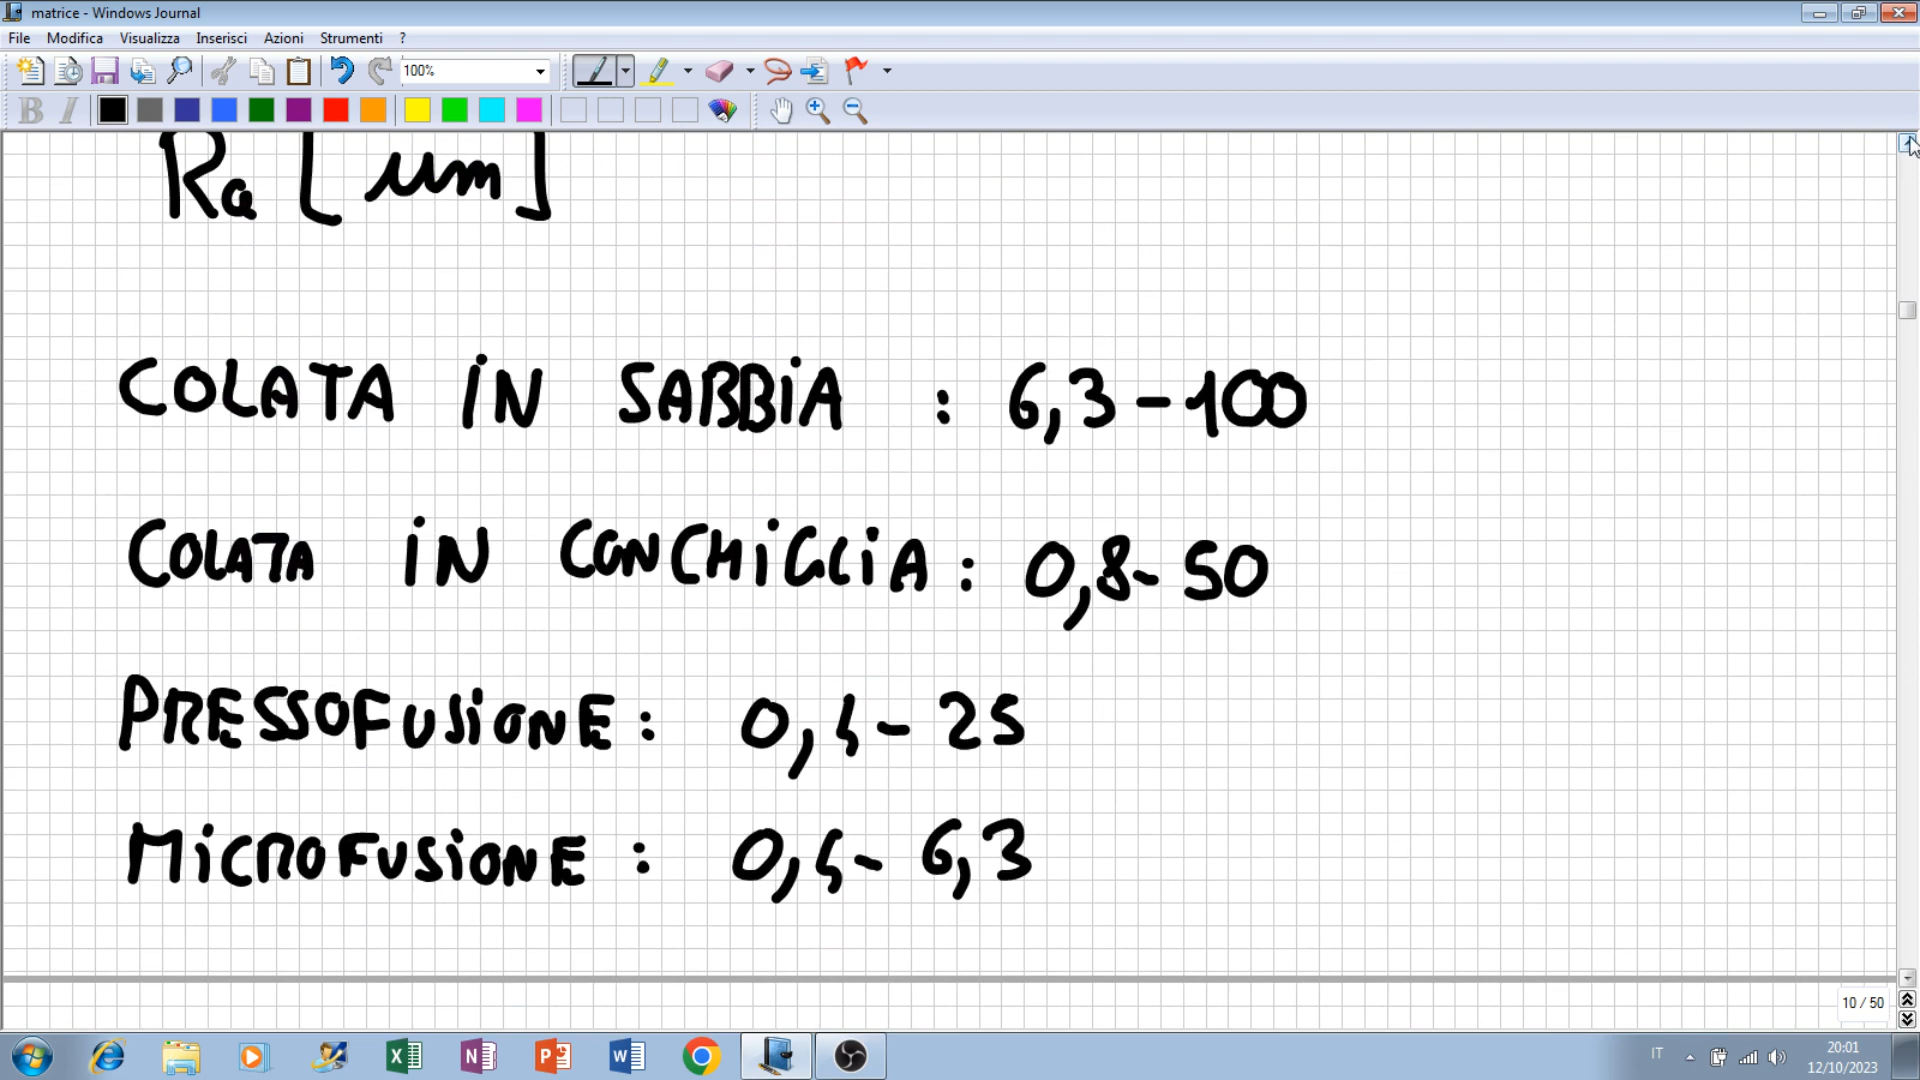 matrice - Windows Journal
File Modifica Visualizza Inserisci Azioni Strumenti ?
100%
B I
Ra [μm]
COLATA IN SABBIA : 6,3-100
COLATA IN CONCHIGLIA : 0,8-50
PRESSOFUSIONE : 0,4-25
MICROFUSIONE : 0,4-6,3
10 / 50
IT
20:01
12/10/2023